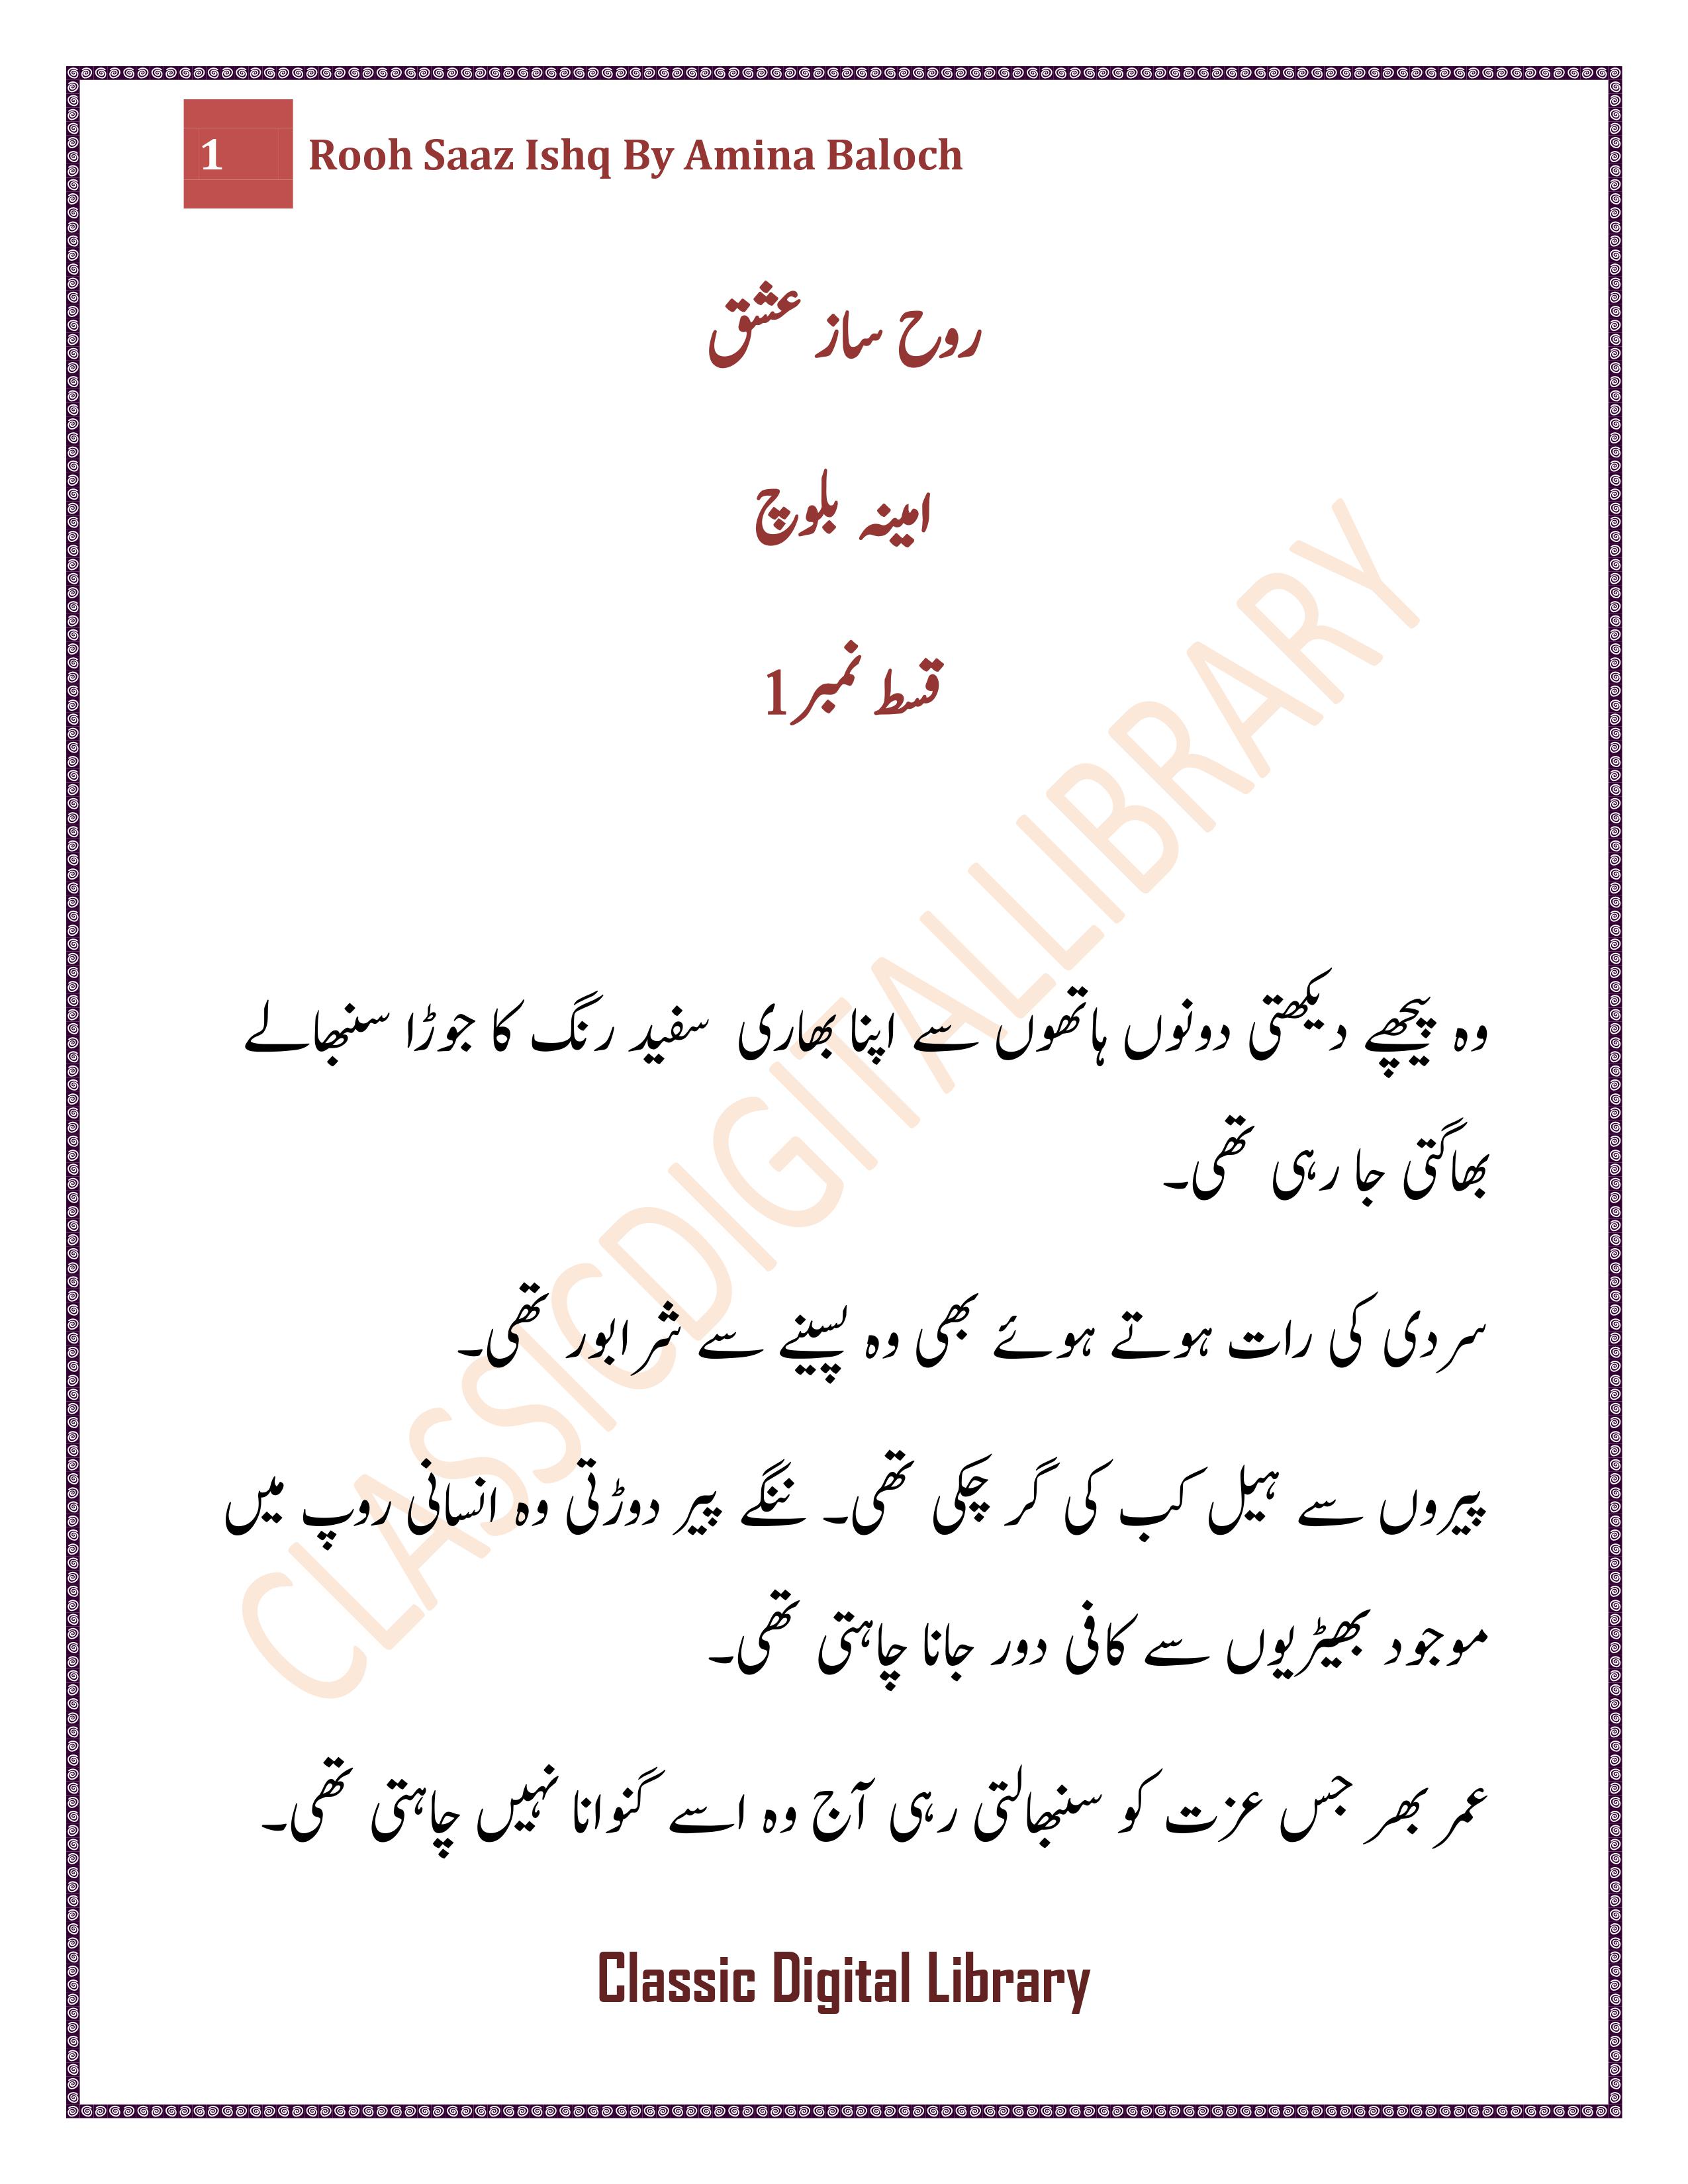 1 Rooh Saaz Ishq By Amina Baloch
روح ساز عشق
امینہ بلوچ
قسط نمبر1
وہ پیچھے دیکھتی دونوں ہاتھوں سے اپنا بھاری سفید رنگ کا جوڑا سنبھالے
بھاگتی جا رہی تھی۔
سردی کی رات ہوتے ہوئے بھی وہ پسینے سے شرابور تھی۔
پیروں سے ہیل کب کی گر چکی تھی۔ ننگے پیر دوڑتی وہ انسانی روپ میں
موجود بھیڑیوں سے کافی دور جانا چاہتی تھی۔
عمر بھر جس عزت کو سنبھالتی رہی آج وہ اسے گنوانا نہیں چاہتی تھی۔
CLASSICDIGITALLIBRARY
Classic Digital Library